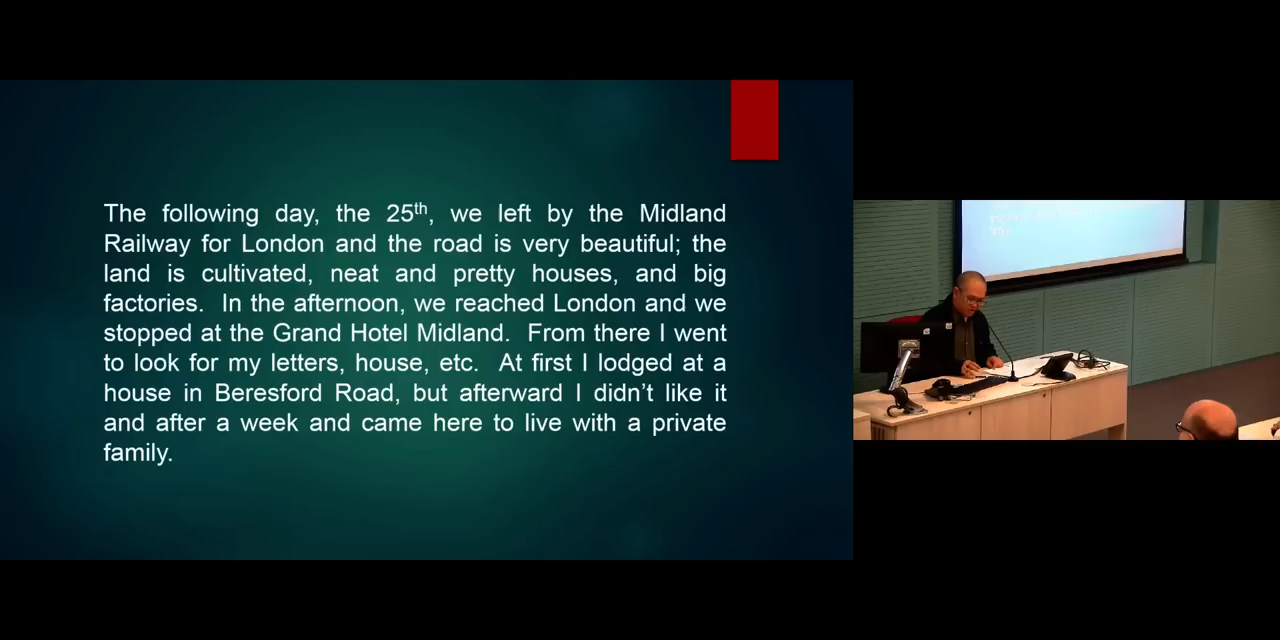 The following day, the 25th, we left by the Midland
Railway for London and the road is very beautiful; the
land is cultivated, neat and pretty houses, and big
factories.  In the afternoon, we reached London and we
stopped at the Grand Hotel Midland.  From there I went
to look for my letters, house, etc.  At first I lodged at a
house in Beresford Road, but afterward I didn’t like it
and after a week and came here to live with a private
family.